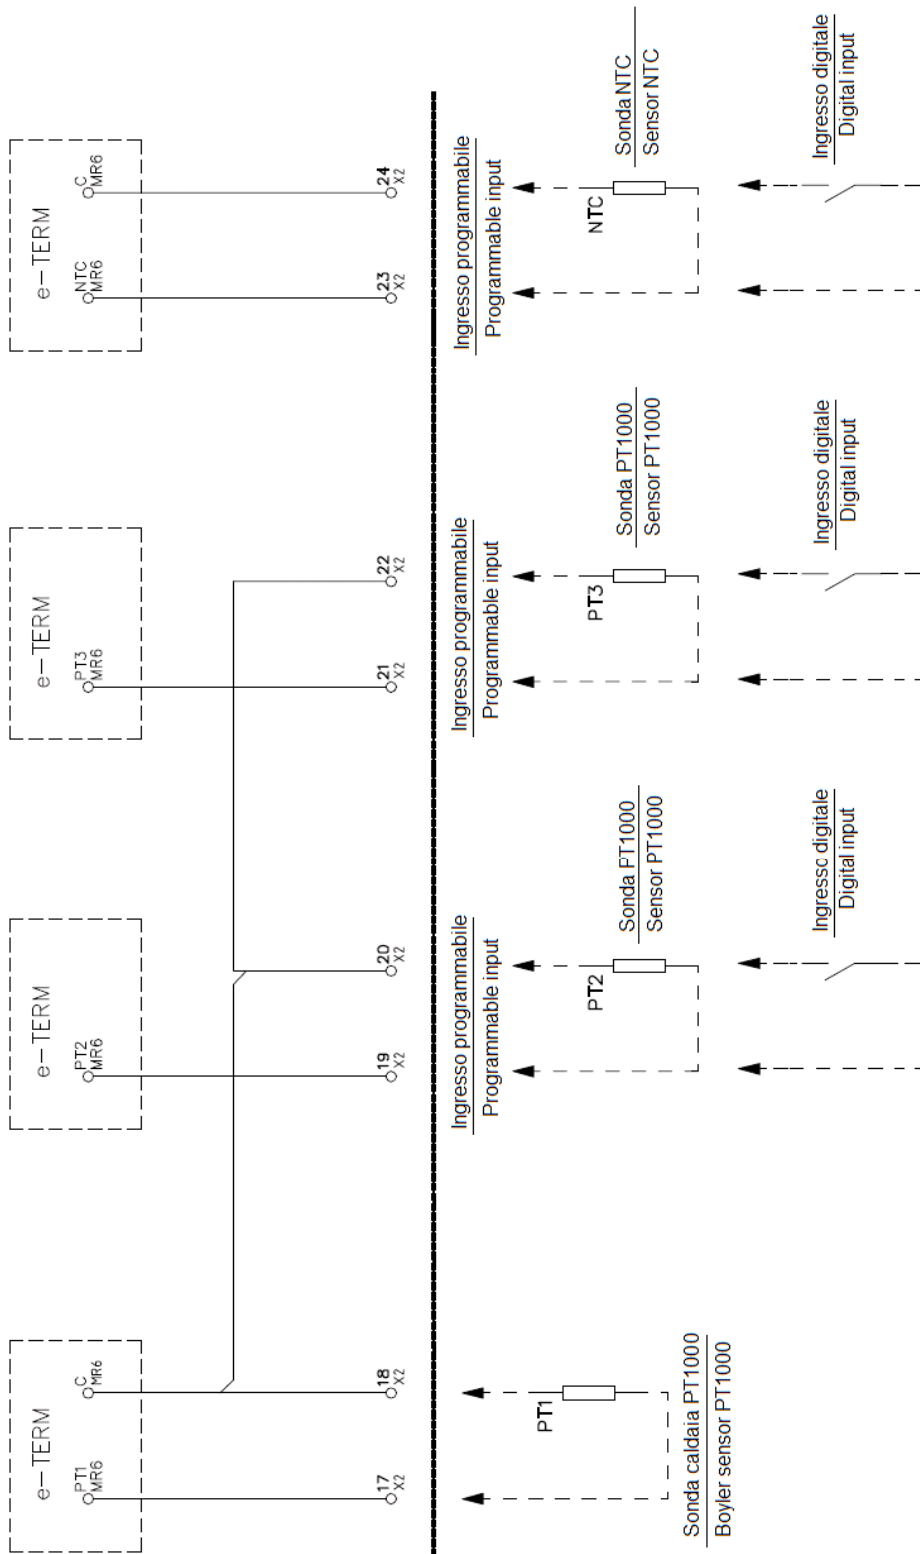 e-TERM
PT1
MR6
C
MR6
17
X2
18
X2
PT1
Sonda caldaia PT1000
Boyler sensor PT1000
e-TERM
PT2
MR6
19
X2
20
X2
Ingresso programmabile
Programmable input
PT2
Sonda PT1000
Sensor PT1000
Ingresso digitale
Digital input
e-TERM
PT3
MR6
21
X2
22
X2
Ingresso programmabile
Programmable input
PT3
Sonda PT1000
Sensor PT1000
Ingresso digitale
Digital input
e-TERM
NTC
MR6
C
MR6
23
X2
24
X2
Ingresso programmabile
Programmable input
NTC
Sonda NTC
Sensor NTC
Ingresso digitale
Digital input